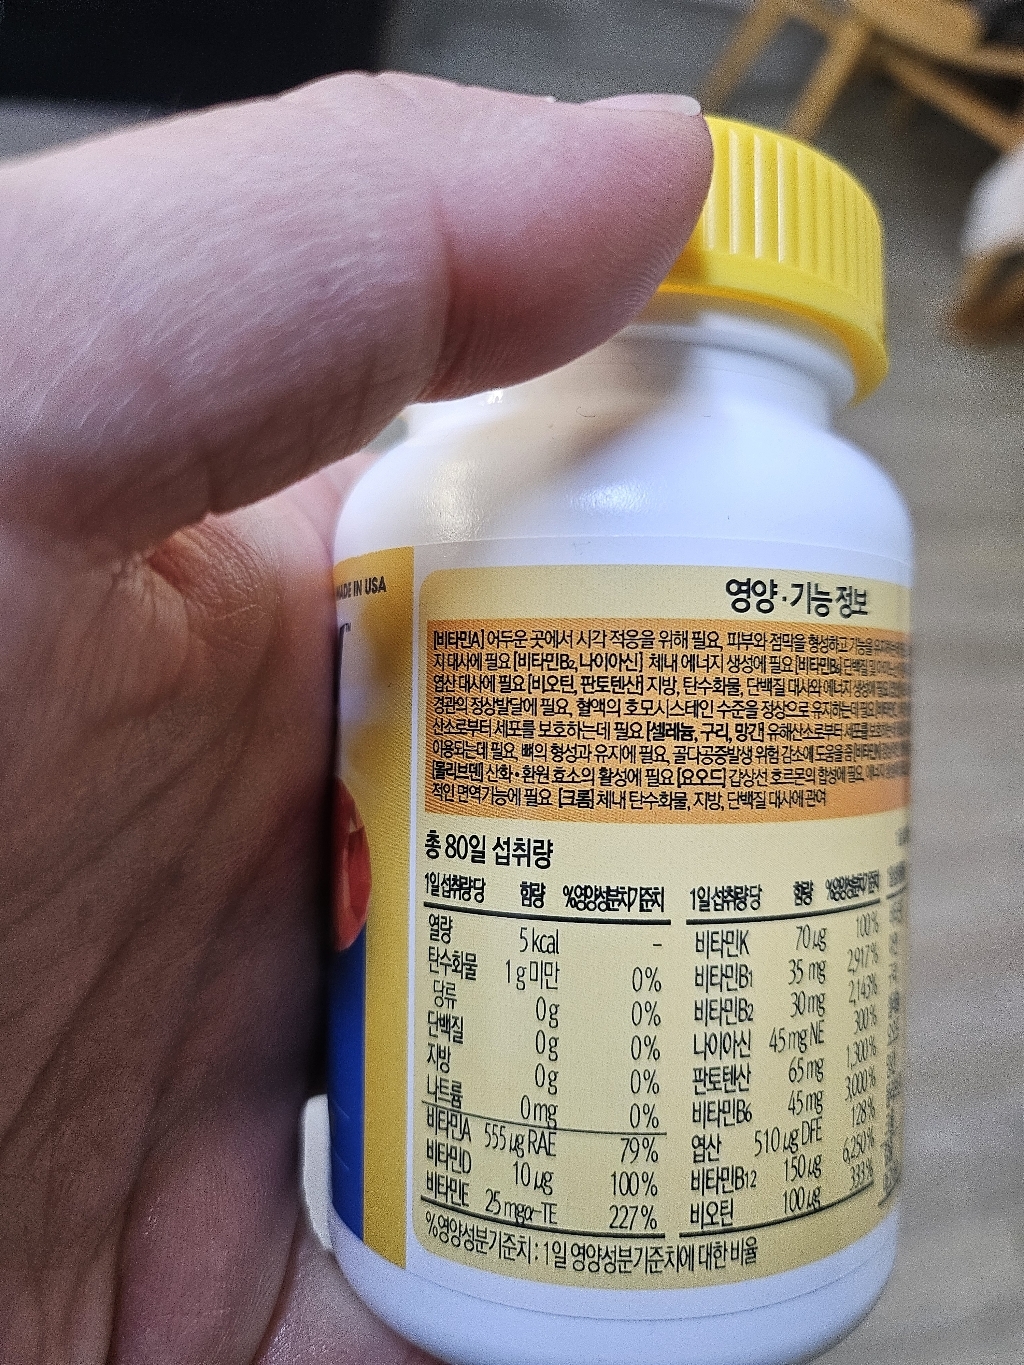 MADE IN USA
영양·기능정보
[비타민A] 어두운 곳에서 시각 적응을 위해 필요, 피부와 점막을 형성하고 기능을
지 대사에 필요 [비타민B₂, 나이아신] 체내 에너지 생성에 필요 [비타민B₆] 단백질 및
엽산 대사에 필요 [비오틴, 판토텐산] 지방, 탄수화물, 단백질 대사와 에너지 생성에 필요
경관의 정상발달에 필요, 혈액의 호모시스테인 수준을 정상으로 유지하는데 필요
산소로부터 세포를 보호하는데 필요 [셀레늄, 구리, 망간] 유해산소로부터 세포를
이용되는데 필요, 뼈의 형성과 유지에 필요, 골다공증발생 위험 감소에 도움을 줌
[몰리브덴] 산화·환원 효소의 활성에 필요 [요오드] 갑상선 호르몬의 합성에 필요,
적인 면역기능에 필요 [크롬] 체내 탄수화물, 지방, 단백질 대사에 관여
총 80일 섭취량
1일 섭취량당 함량 %영양성분기준치
열량 5 kcal –
탄수화물 1 g 미만 0%
당류 0 g 0%
단백질 0 g 0%
지방 0 g 0%
나트륨 0 mg 0%
비타민A 555 µg RAE 79%
비타민D 10 µg 100%
비타민E 25 mg α-TE 227%
1일 섭취량당 함량 %영양성분기준치
비타민K 70 µg 100%
비타민B1 35 mg 2,917%
비타민B2 30 mg 2,143%
나이아신 45 mg NE 300%
판토텐산 65 mg 1,300%
비타민B6 45 mg 3,000%
엽산 510 µg DFE 128%
비타민B12 150 µg 6,250%
비오틴 100 µg 333%
%영양성분기준치 : 1일 영양성분기준치에 대한 비율